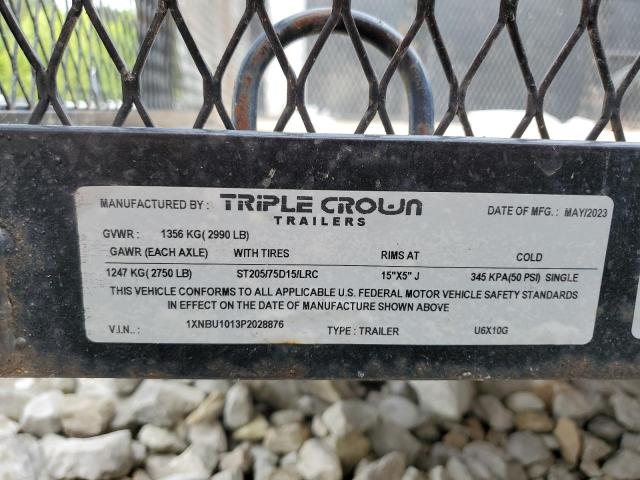 MANUFACTURED BY : TRIPLE CROWN DATE OF MFG. : MAY/2023
TRAILERS
GVWR : 1356 KG( 2990 LB)
GAWR (EACH AXLE) WITH TIRES RIMS AT COLD
1247 KG( 2750 LB) ST205/75D15/LRC 15"X5" J 345 KPA(50 PSI) SINGLE
THIS VEHICLE CONFORMS TO ALL APPLICABLE U.S. FEDERAL MOTOR VEHICLE SAFETY STANDARDS
IN EFFECT ON THE DATE OF MANUFACTURE SHOWN ABOVE
V.I.N.. : 1XNBU1013P2028876 TYPE : TRAILER U6X10G